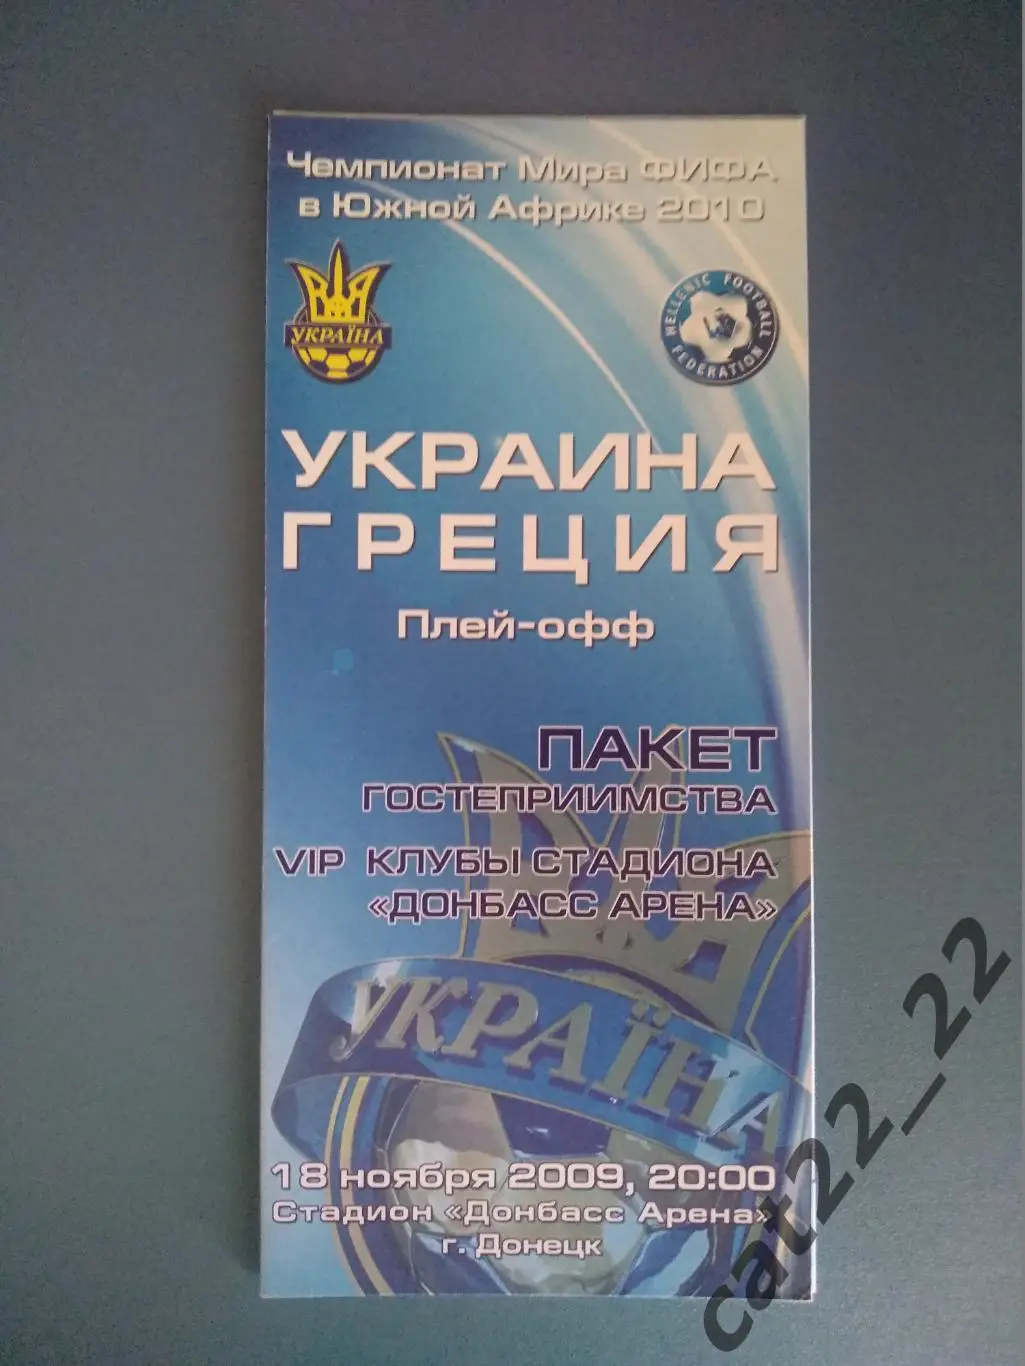 Чемпионат Мира ФИФА
в Южной Африке 2010
УКРАЇНА
HELLENIC FOOTBALL FEDERATION
УКРАИНА
ГРЕЦИЯ
Плей-офф
ПАКЕТ
ГОСТЕПРИИМСТВА
VIP КЛУБЫ СТАДИОНА
«ДОНБАСС АРЕНА»
УКРАЇНА
18 ноября 2009, 20:00
Стадион «Донбасс Арена»
г. Донецк
cat22_22